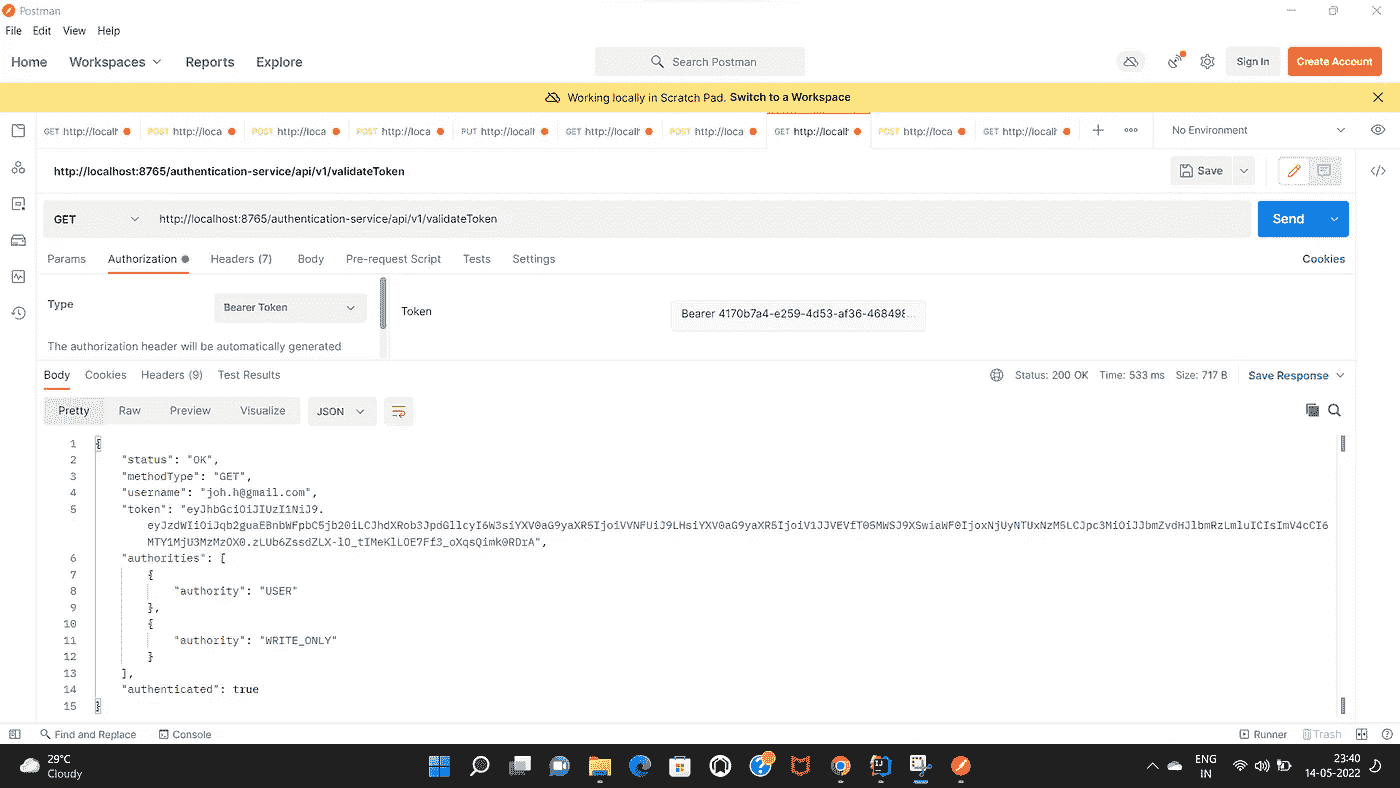 Postman
File Edit View Help
Home Workspaces Reports Explore
Search Postman
Sign In
Create Account
Working locally in Scratch Pad. Switch to a Workspace
GET http://localh POST http://loca POST http://loca POST http://loca PUT http://localh GET http://localh POST http://loca GET http://localh POST http://loca GET http://localh
No Environment
http://localhost:8765/authentication-service/api/v1/validateToken
Save
GET http://localhost:8765/authentication-service/api/v1/validateToken
Send
Params Authorization Headers (7) Body Pre-request Script Tests Settings Cookies
Type Bearer Token
Token Bearer 4170b7a4-e259-4d53-af36-468498...
The authorization header will be automatically generated
Body Cookies Headers (9) Test Results Status: 200 OK Time: 533 ms Size: 717 B Save Response
Pretty Raw Preview Visualize JSON
1 {
2 "status": "OK",
3 "methodType": "GET",
4 "username": "joh.h@gmail.com",
5 "token": "eyJhbGciOiJIUzI1NiJ9.
6 "authorities": [
7 {
8 "authority": "USER"
9 },
10 {
11 "authority": "WRITE_ONLY"
12 }
13 ],
14 "authenticated": true
15 }
Find and Replace Console
Runner Trash
29°C
Cloudy
ENG
IN
23:40
14-05-2022